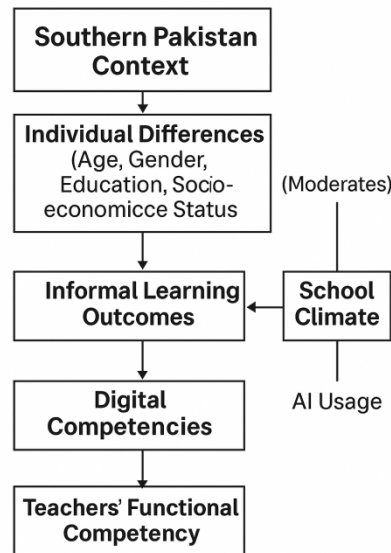 Southern Pakistan
Context
Individual Differences
(Age, Gender,
Education, Socio-
economicce Status
(Moderates)
Informal Learning
Outcomes
School
Climate
AI Usage
Digital
Competencies
Teachers' Functional
Competency